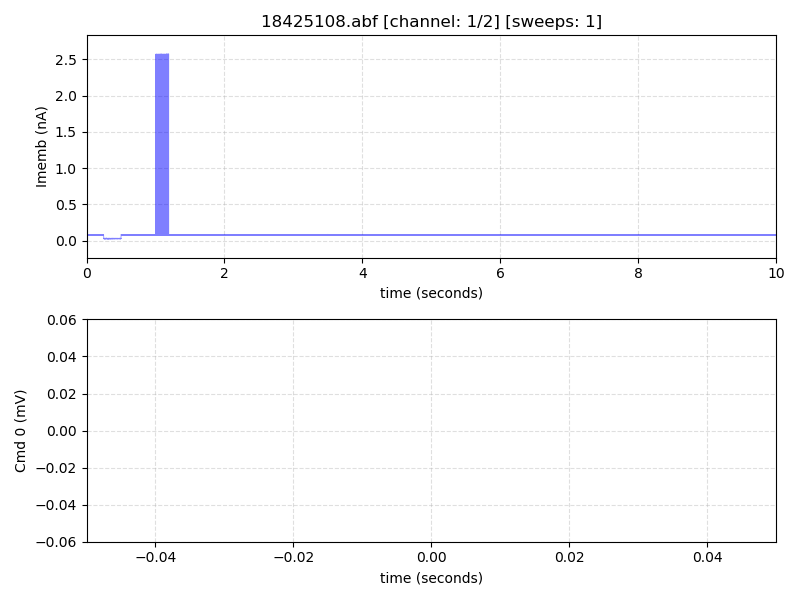 18425108.abf [channel: 1/2] [sweeps: 1]
Imemb (nA)
2.5
2.0
1.5
1.0
0.5
0.0
0 2 4 6 8 10
time (seconds)
Cmd 0 (mV)
0.06
0.04
0.02
0.00
−0.02
−0.04
−0.06
−0.04 −0.02 0.00 0.02 0.04
time (seconds)